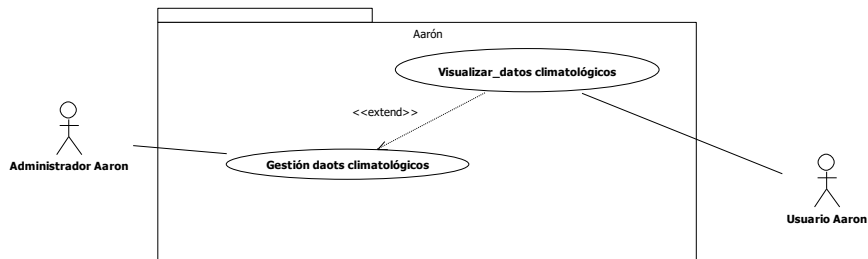 Aarón
Visualizar_datos climatológicos
<<extend>>
Gestión daots climatológicos
Administrador Aaron
Usuario Aaron